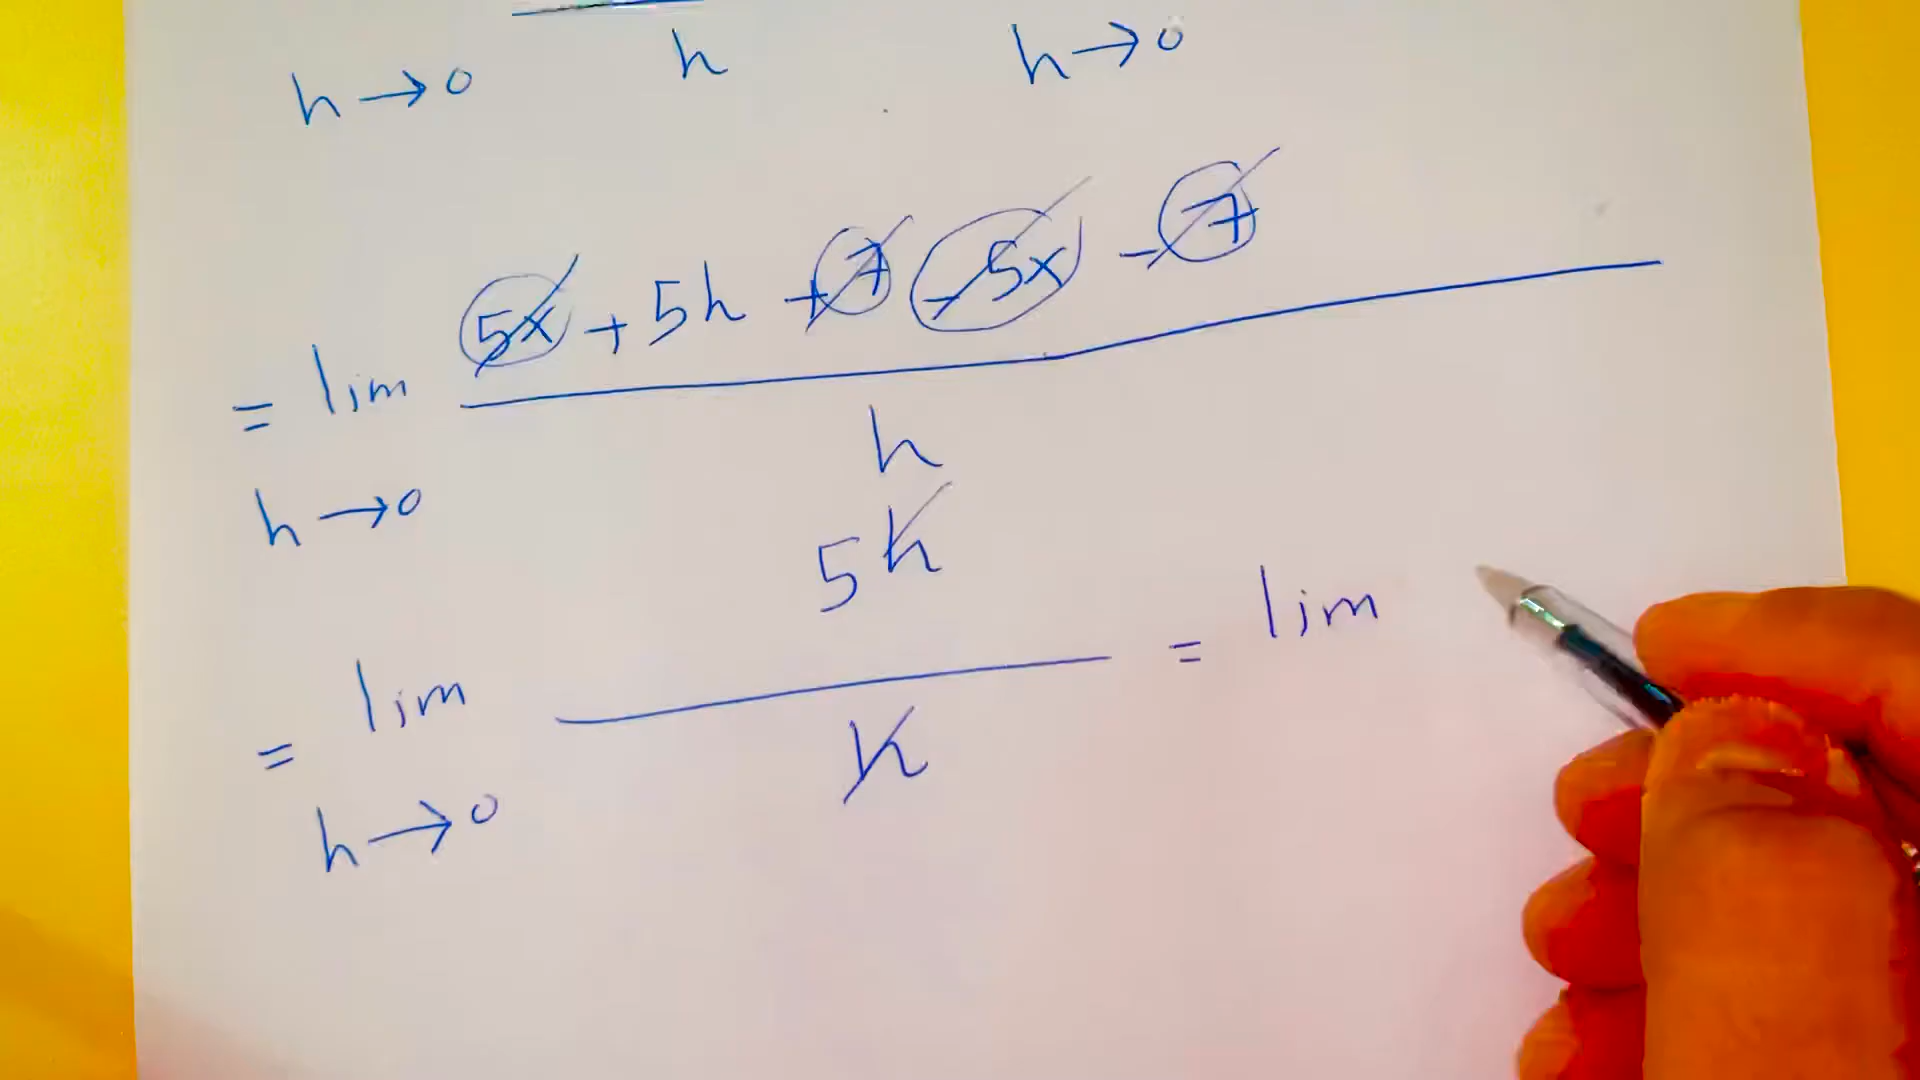 h→0 h h→0
= lim 5x + 5h + 7 - 5x - 7
h→0 h
= lim 5h = lim
h→0 h